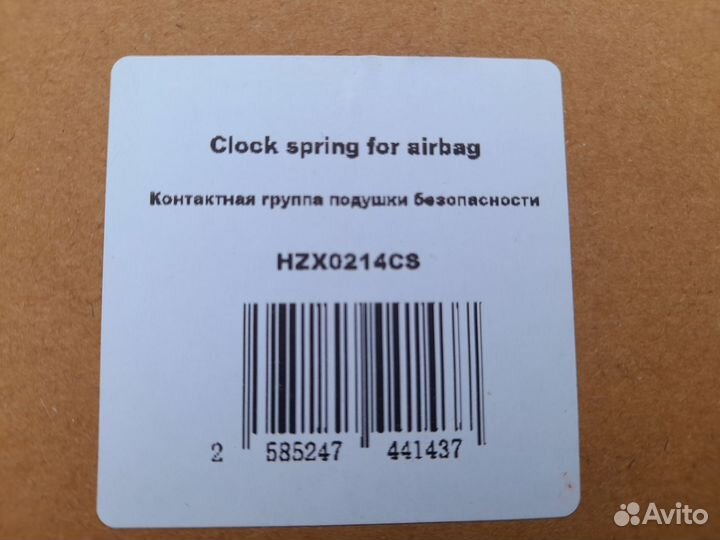 Clock spring for airbag
Контактная группа подушки безопасности
HZX0214CS
2 585247 441437
Avito